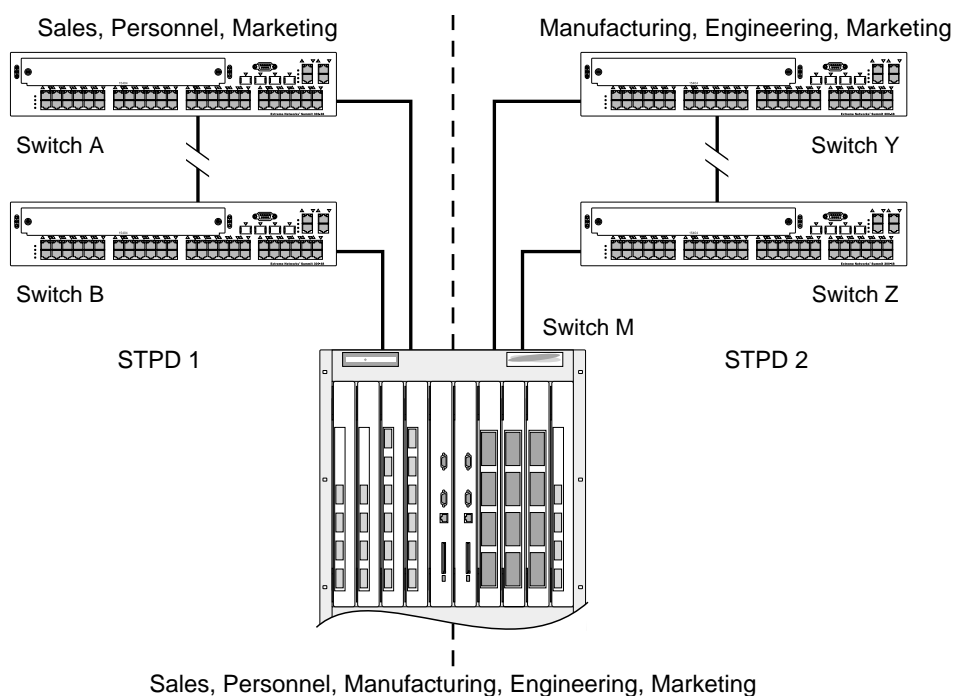 Sales, Personnel, Marketing
Manufacturing, Engineering, Marketing
Switch A
Switch Y
Switch B
Switch Z
Switch M
STPD 1
STPD 2
Sales, Personnel, Manufacturing, Engineering, Marketing